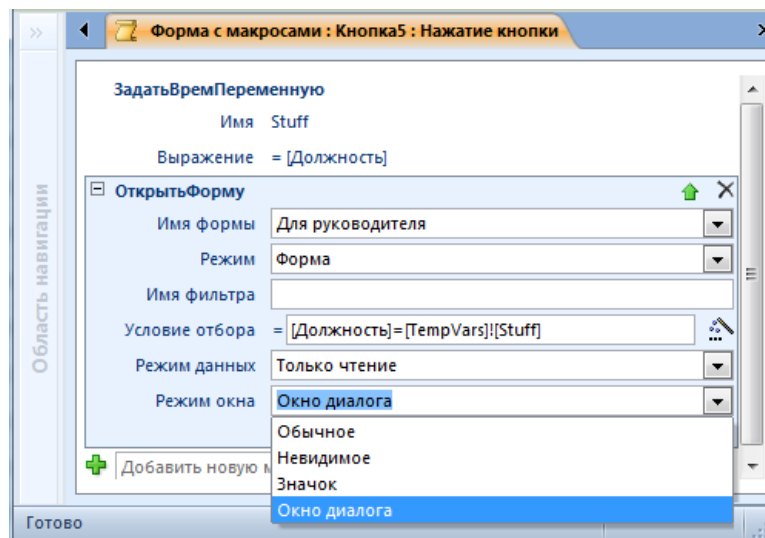 Форма с макросами : Кнопка5 : Нажатие кнопки
Область навигации
ЗадатьВремПеременную
Имя Stuff
Выражение = [Должность]
ОткрытьФорму
Имя формы Для руководителя
Режим Форма
Имя фильтра
Условие отбора = [Должность]=[TempVars]![Stuff]
Режим данных Только чтение
Режим окна Окно диалога
Обычное
Невидимое
Значок
Окно диалога
Добавить новую
Готово